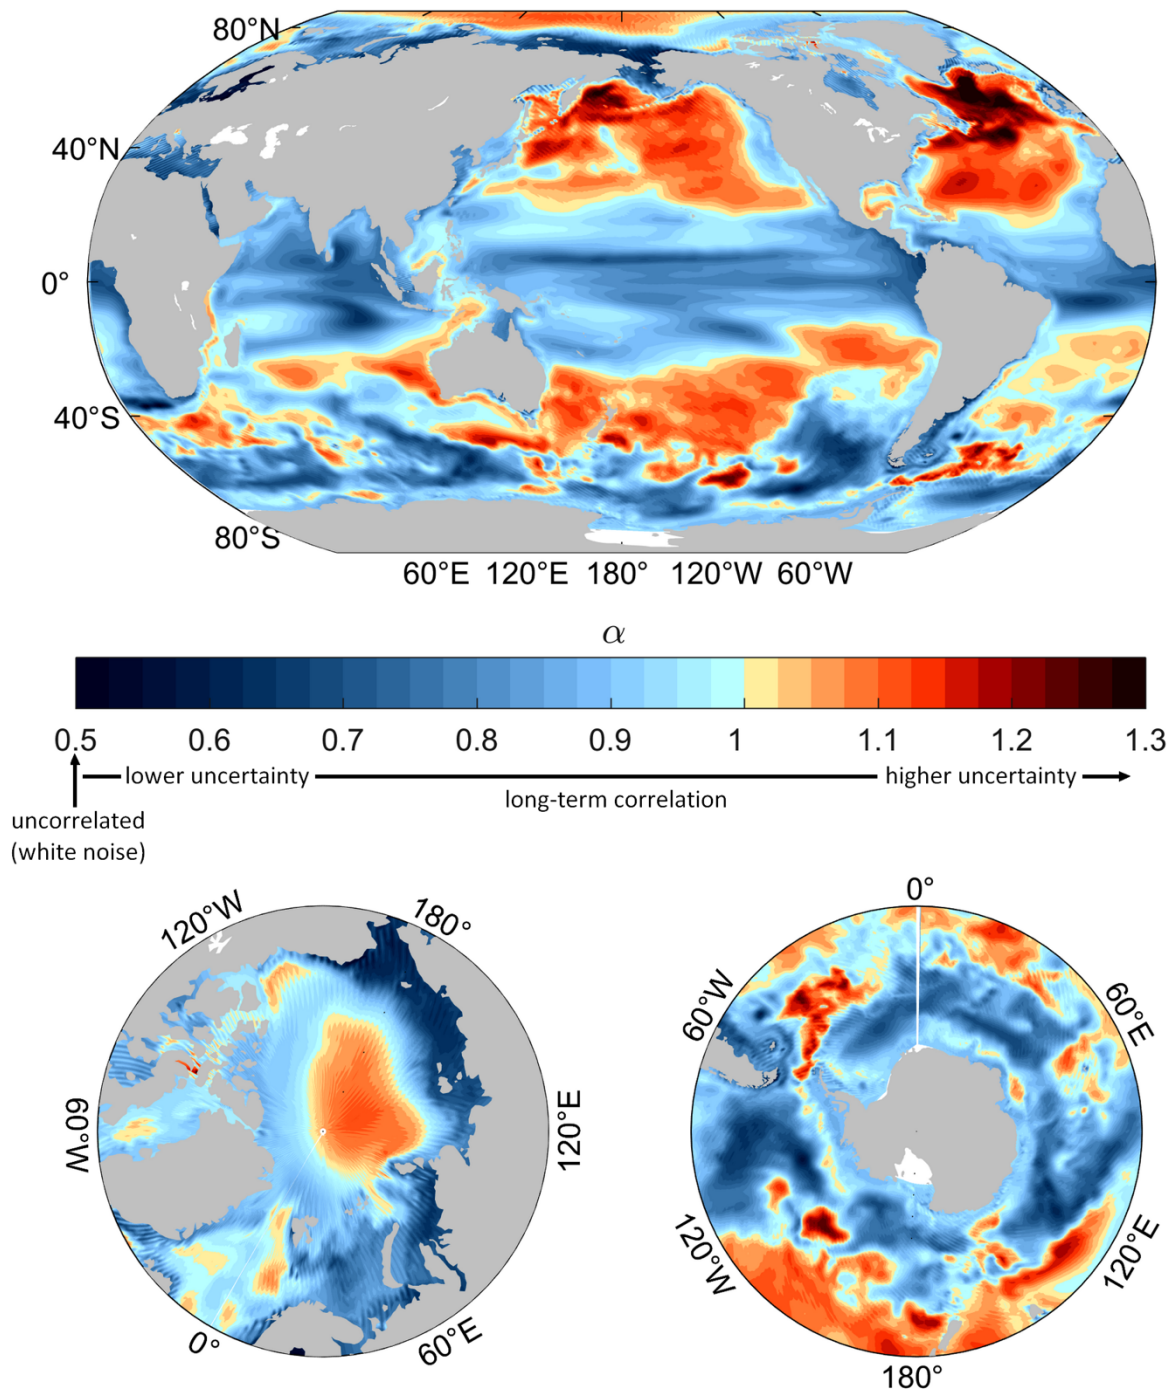 80°N
40°N
0°
40°S
80°S
60°E 120°E 180° 120°W 60°W
α
0.5 0.6 0.7 0.8 0.9 1 1.1 1.2 1.3
lower uncertainty higher uncertainty
long-term correlation
uncorrelated
(white noise)
120°W 180°
60°W 120°E
0° 60°E
0°
60°W 60°E
120°W 120°E
180°